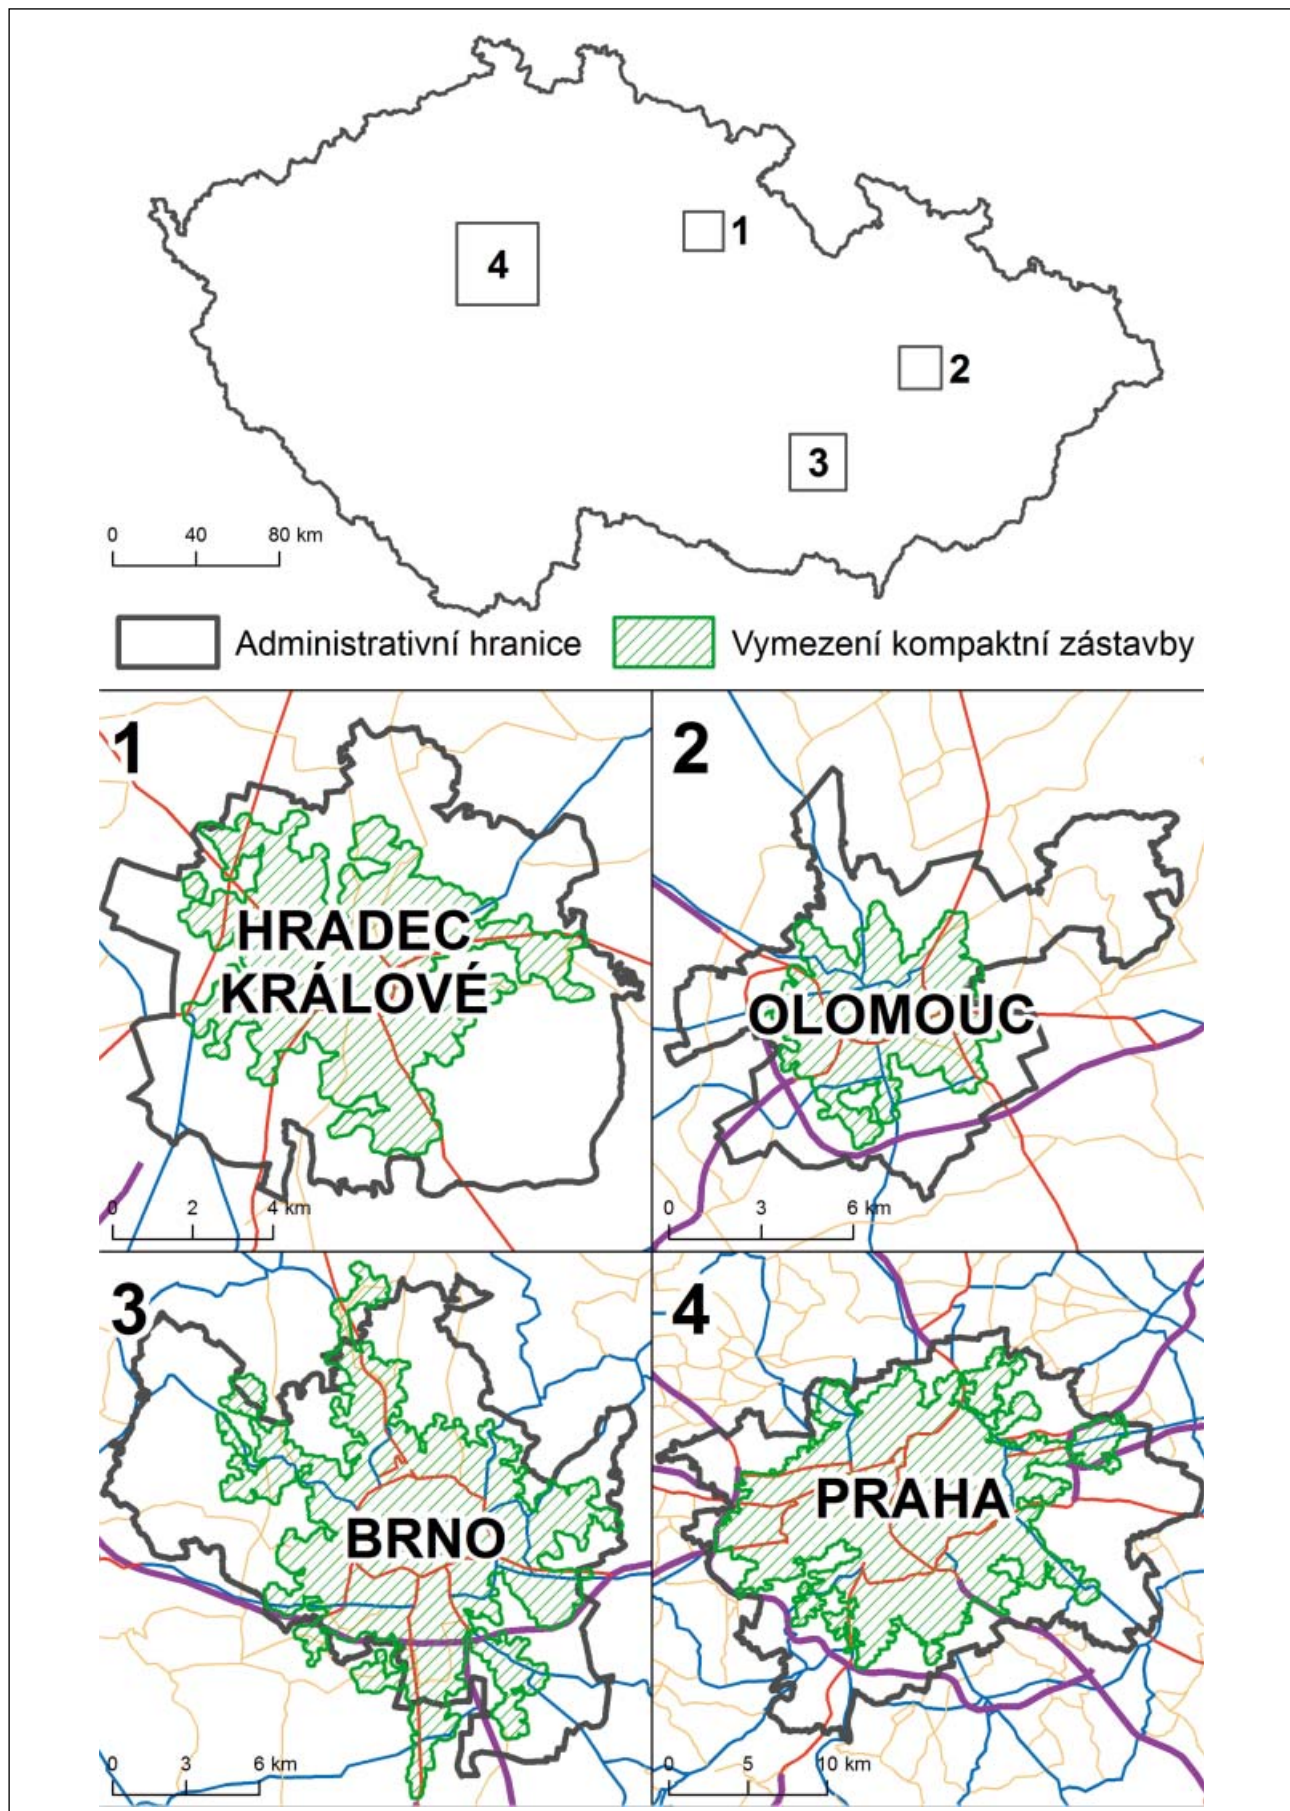 1
4
2
3
0 40 80 km
Administrativní hranice
Vymezení kompaktní zástavby
1
HRADEC
KRÁLOVÉ
0 2 4 km
2
OLOMOUC
0 3 6 km
3
BRNO
0 3 6 km
4
PRAHA
0 5 10 km